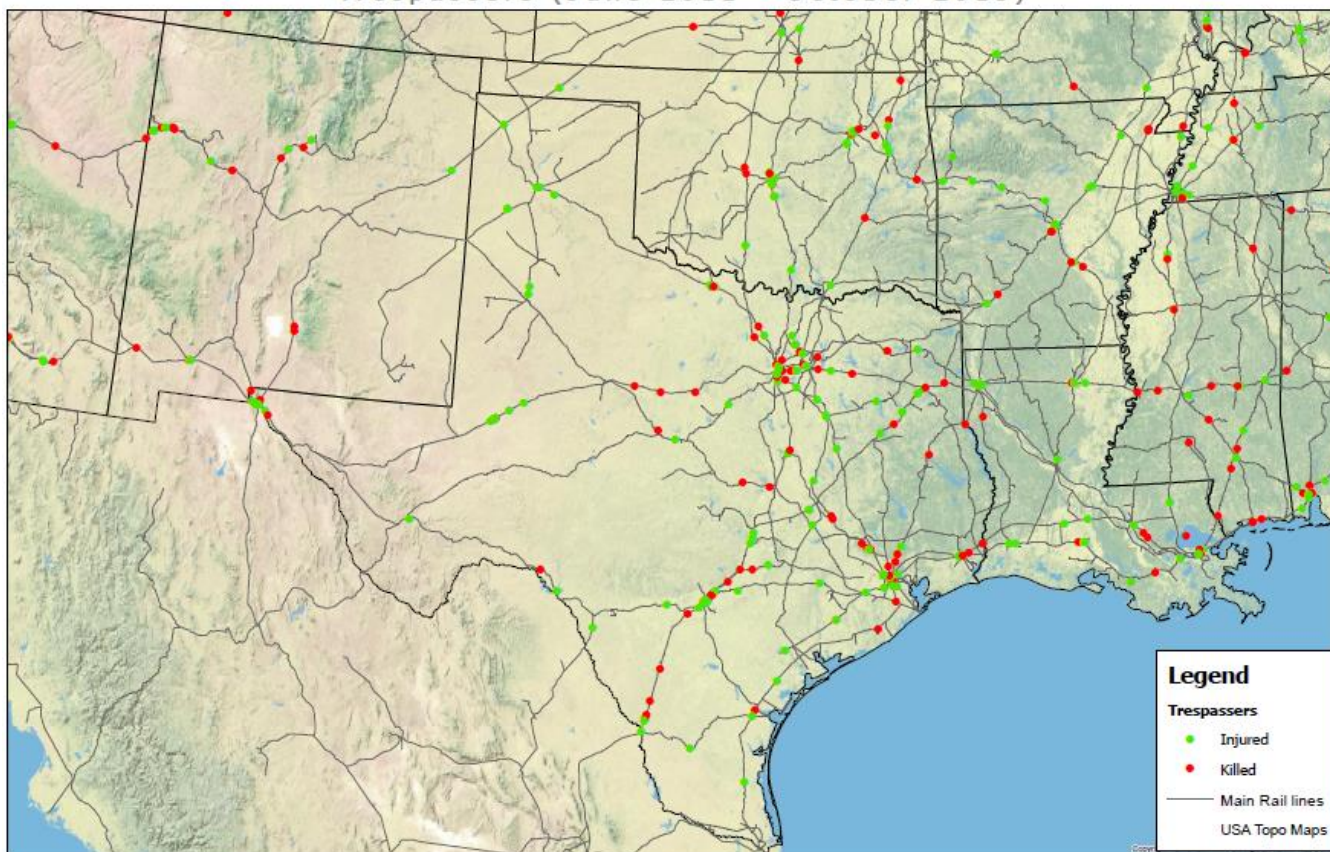 Legend
Trespassers
Injured
Killed
Main Rail lines
USA Topo Maps